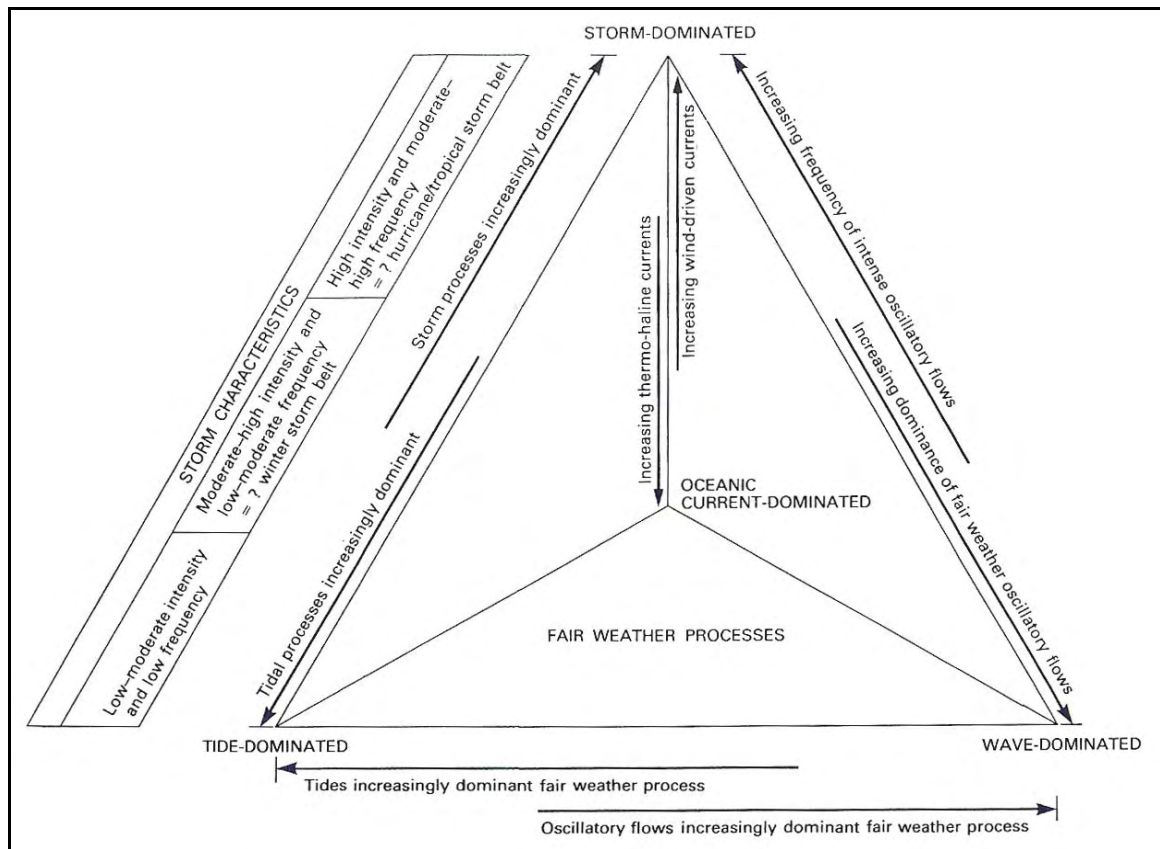 STORM-DOMINATED
STORM CHARACTERISTICS
High intensity and moderate–
high frequency
= ? hurricane/tropical storm belt
Moderate–high intensity and
low–moderate frequency
= ? winter storm belt
Low–moderate intensity
and low frequency
Storm processes increasingly dominant
Tidal processes increasingly dominant
Increasing thermo-haline currents
Increasing wind-driven currents
Increasing frequency of intense oscillatory flows
Increasing dominance of fair weather oscillatory flows
OCEANIC
CURRENT-DOMINATED
FAIR WEATHER PROCESSES
TIDE-DOMINATED
WAVE-DOMINATED
Tides increasingly dominant fair weather process
Oscillatory flows increasingly dominant fair weather process